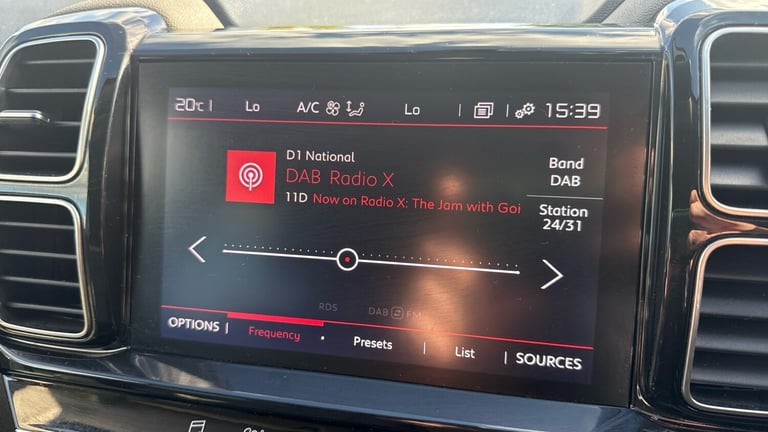 20°C Lo A/C Lo 15:39
D1 National
DAB Radio X
11D Now on Radio X: The Jam with Goi
Band
DAB
Station
24/31
RDS DAB FM
OPTIONS Frequency Presets List SOURCES